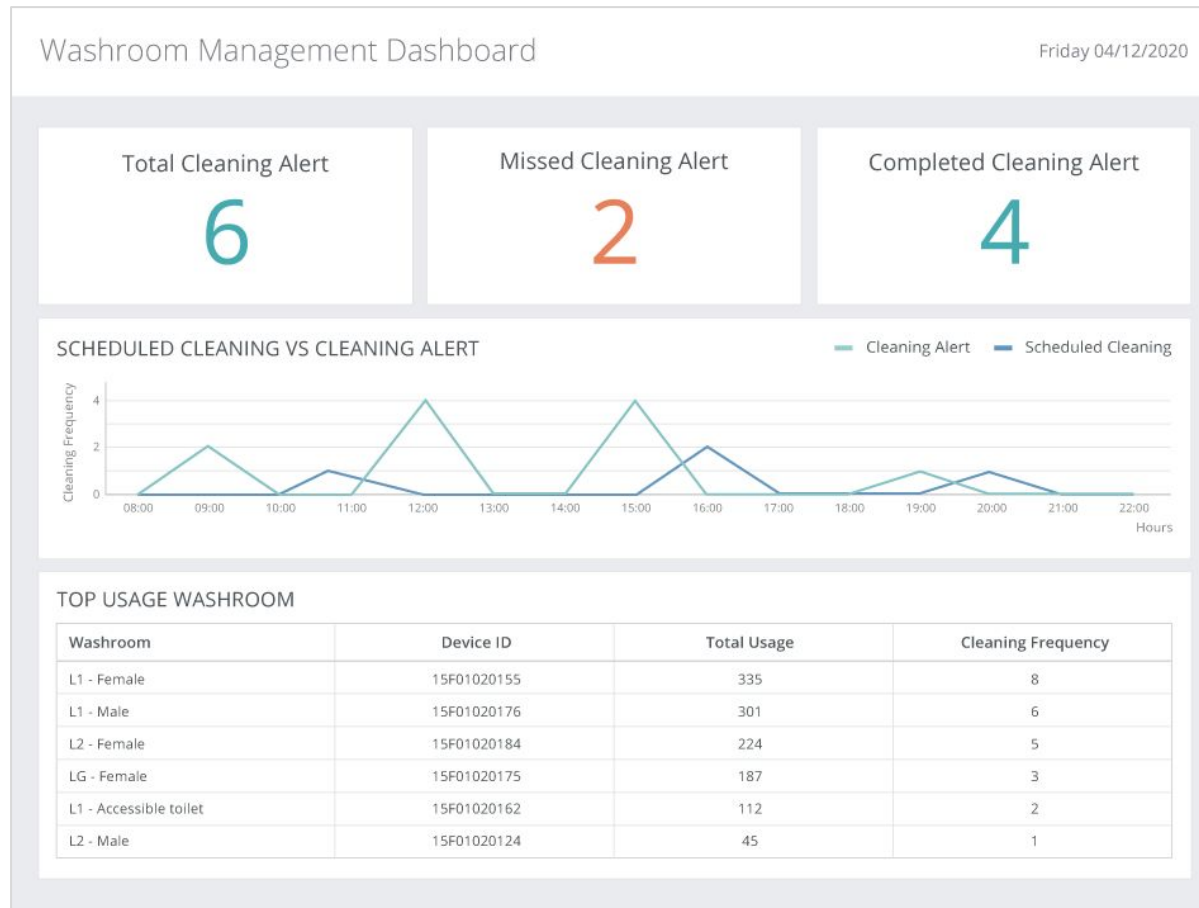 Washroom Management Dashboard
Friday 04/12/2020
Total Cleaning Alert
6
Missed Cleaning Alert
2
Completed Cleaning Alert
4
SCHEDULED CLEANING VS CLEANING ALERT
Cleaning Alert
Scheduled Cleaning
Cleaning Frequency
4
2
0
08:00 09:00 10:00 11:00 12:00 13:00 14:00 15:00 16:00 17:00 18:00 19:00 20:00 21:00 22:00
Hours
TOP USAGE WASHROOM
Washroom Device ID Total Usage Cleaning Frequency
L1 - Female 15F01020155 335 8
L1 - Male 15F01020176 301 6
L2 - Female 15F01020184 224 5
LG - Female 15F01020175 187 3
L1 - Accessible toilet 15F01020162 112 2
L2 - Male 15F01020124 45 1